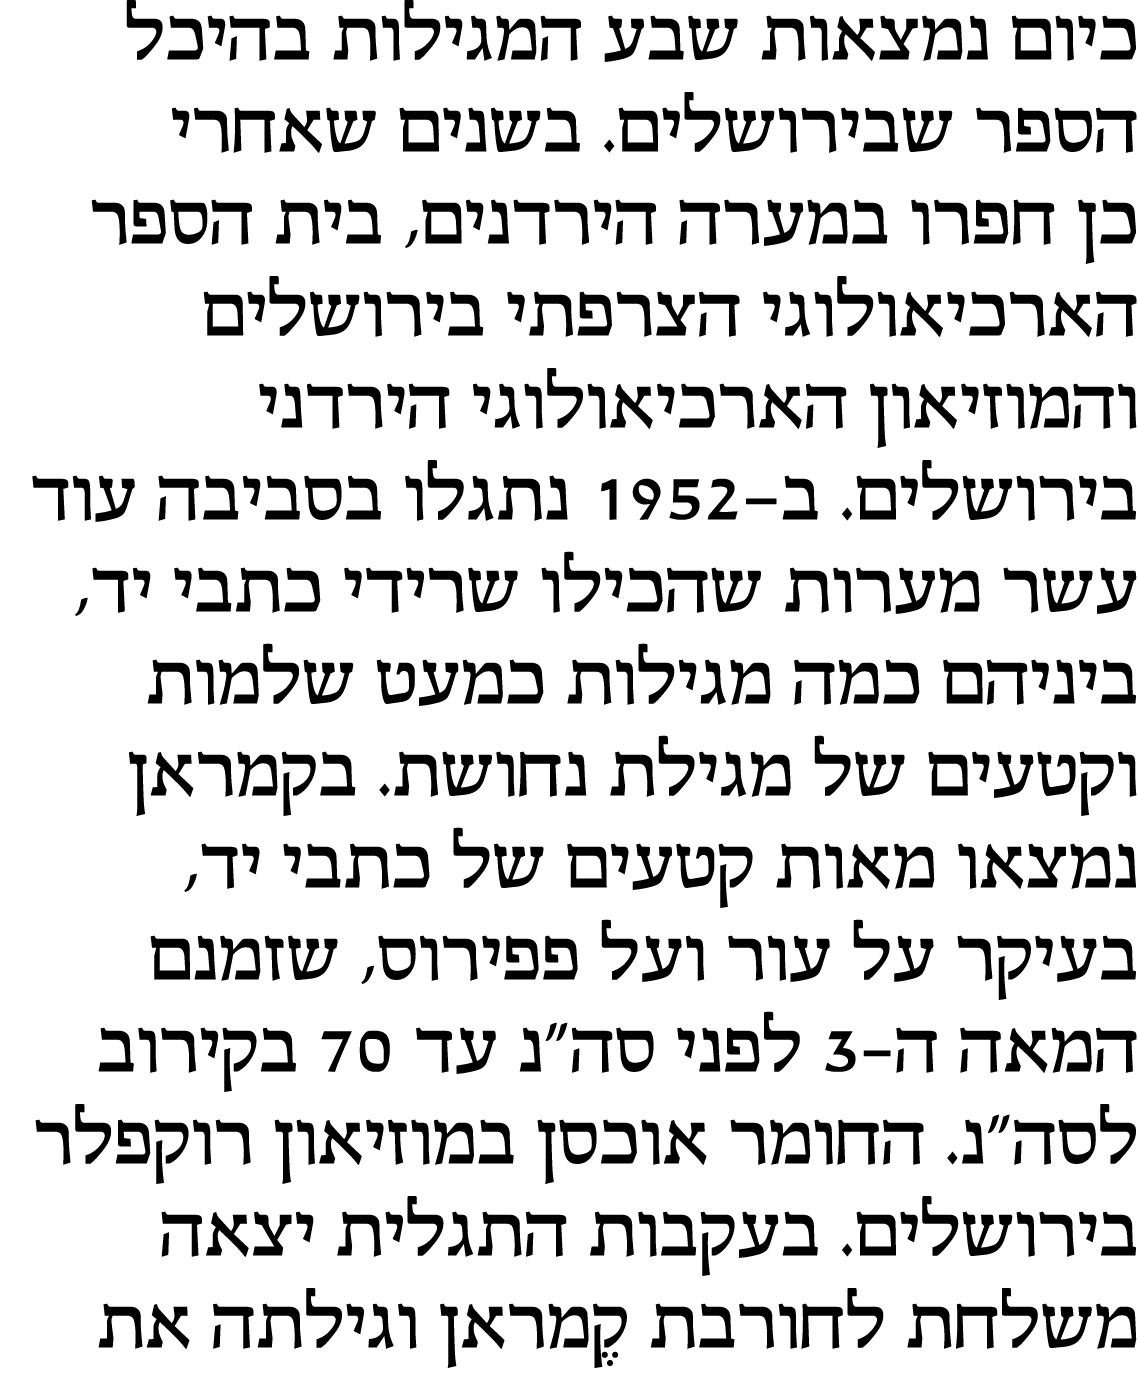 כיום נמצאות שבע המגילות בהיכל
הספר שבירושלים. בשנים שאחרי
כן חפרו במערה הירדנים, בית הספר
הארכיאולוגי הצרפתי בירושלים
והמוזיאון הארכיאולוגי הירדני
בירושלים. ב–1952 נתגלו בסביבה עוד
עשר מערות שהכילו שרידי כתבי יד,
ביניהם כמה מגילות כמעט שלמות
וקטעים של מגילת נחושת. בקמראן
נמצאו מאות קטעים של כתבי יד,
בעיקר על עור ועל פפירוס, שזמנם
המאה ה–3 לפני סה״נ עד 70 בקירוב
לסה״נ. החומר אוכסן במוזיאון רוקפלר
בירושלים. בעקבות התגלית יצאה
משלחת לחורבת קֶמראן וגילתה את